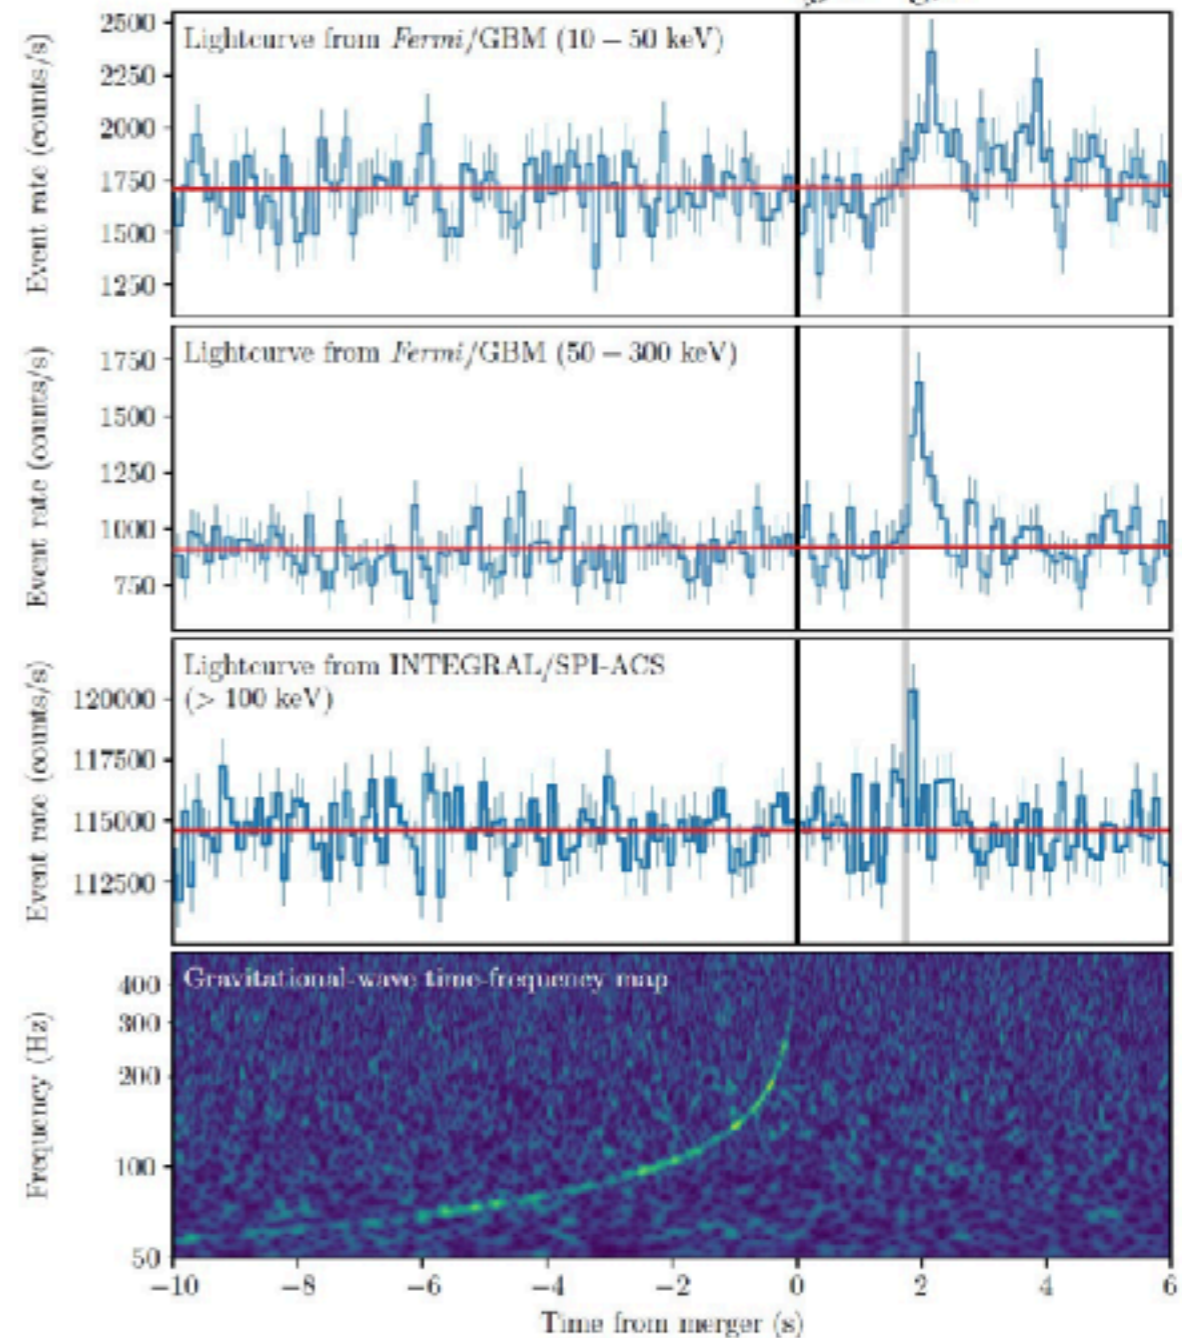 2500
2250
2000
1750
1500
1250
Event rate (counts/s)
Lightcurve from Fermi/GBM (10 − 50 keV)
1750
1500
1250
1000
750
Event rate (counts/s)
Lightcurve from Fermi/GBM (50 − 300 keV)
120000
117500
115000
112500
Event rate (counts/s)
Lightcurve from INTEGRAL/SPI-ACS
(> 100 keV)
400
300
200
100
50
Frequency (Hz)
Gravitational-wave time-frequency map
−10 −8 −6 −4 −2 0 2 4 6
Time from merger (s)